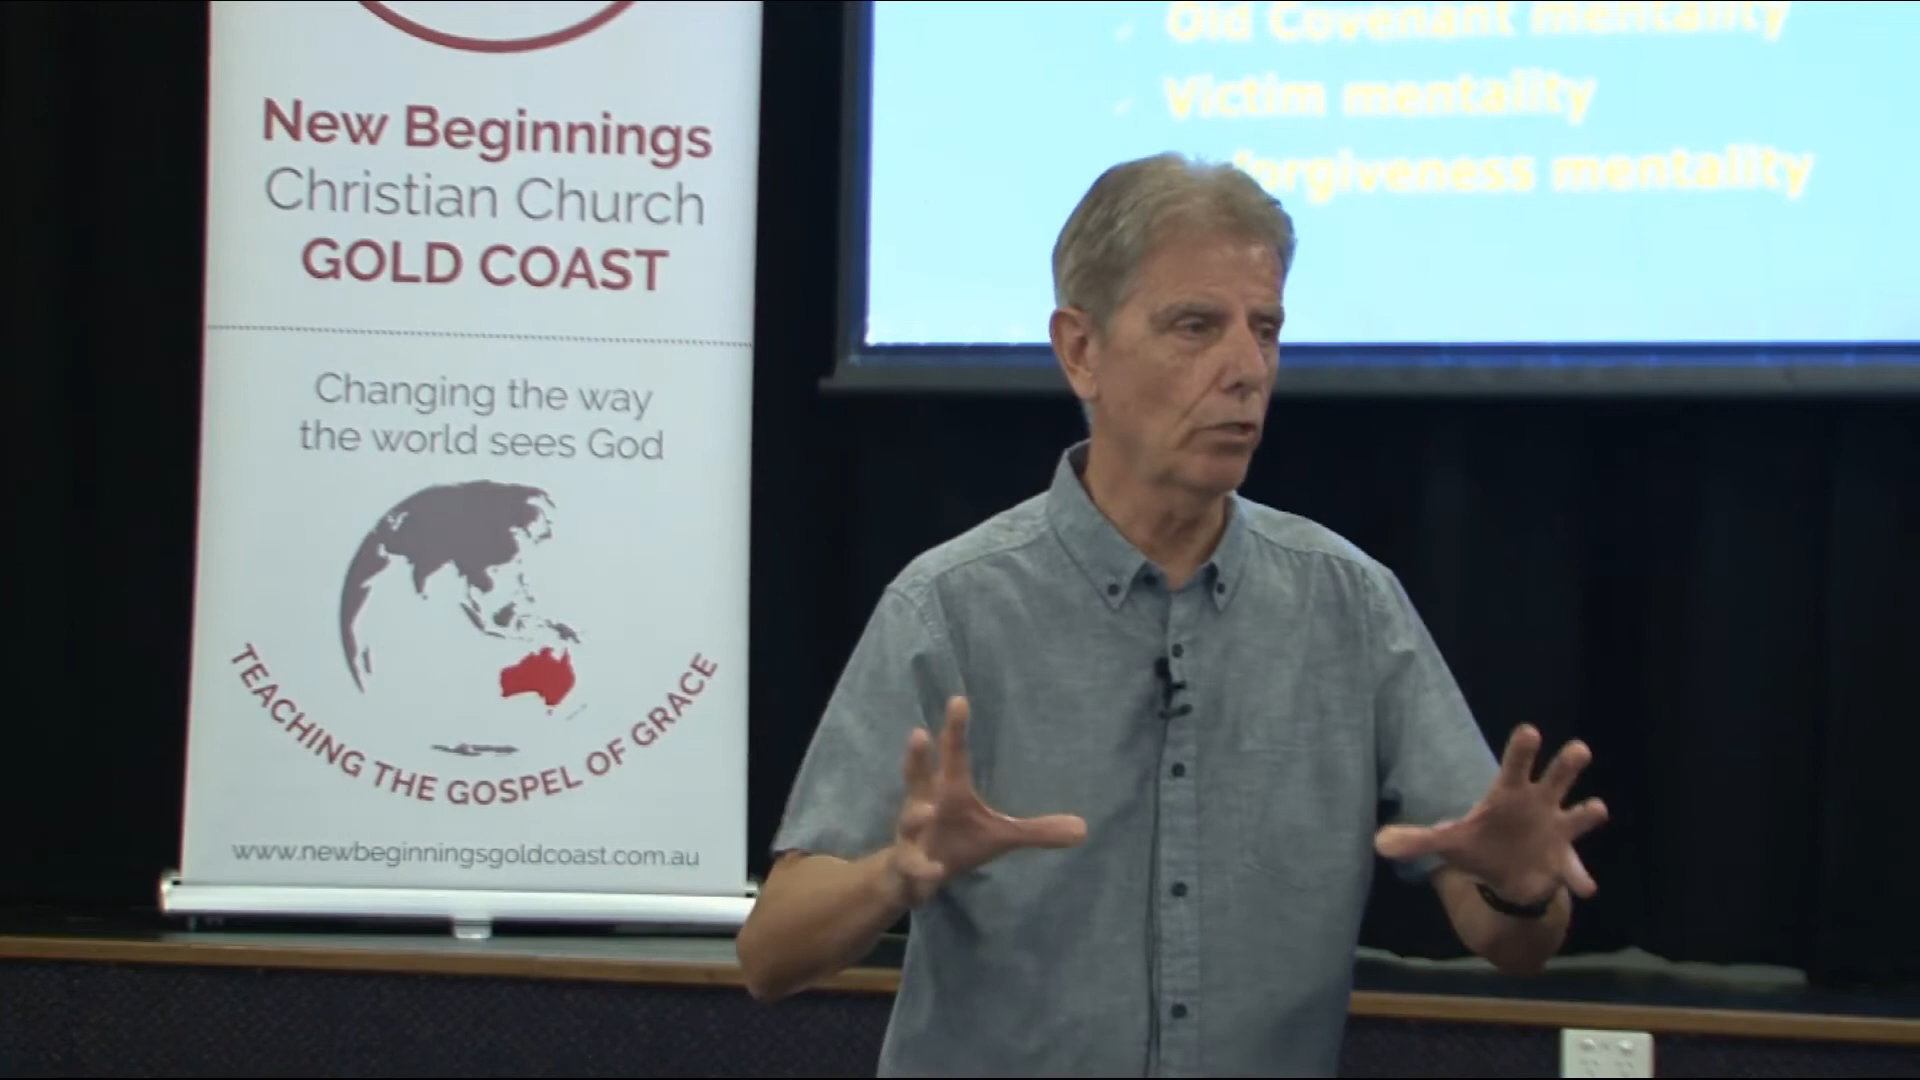 New Beginnings
Christian Church
GOLD COAST
Changing the way
the world sees God
TEACHING THE GOSPEL OF GRACE
www.newbeginningsgoldcoast.com.au
Old Covenant mentality
Victim mentality
mentality